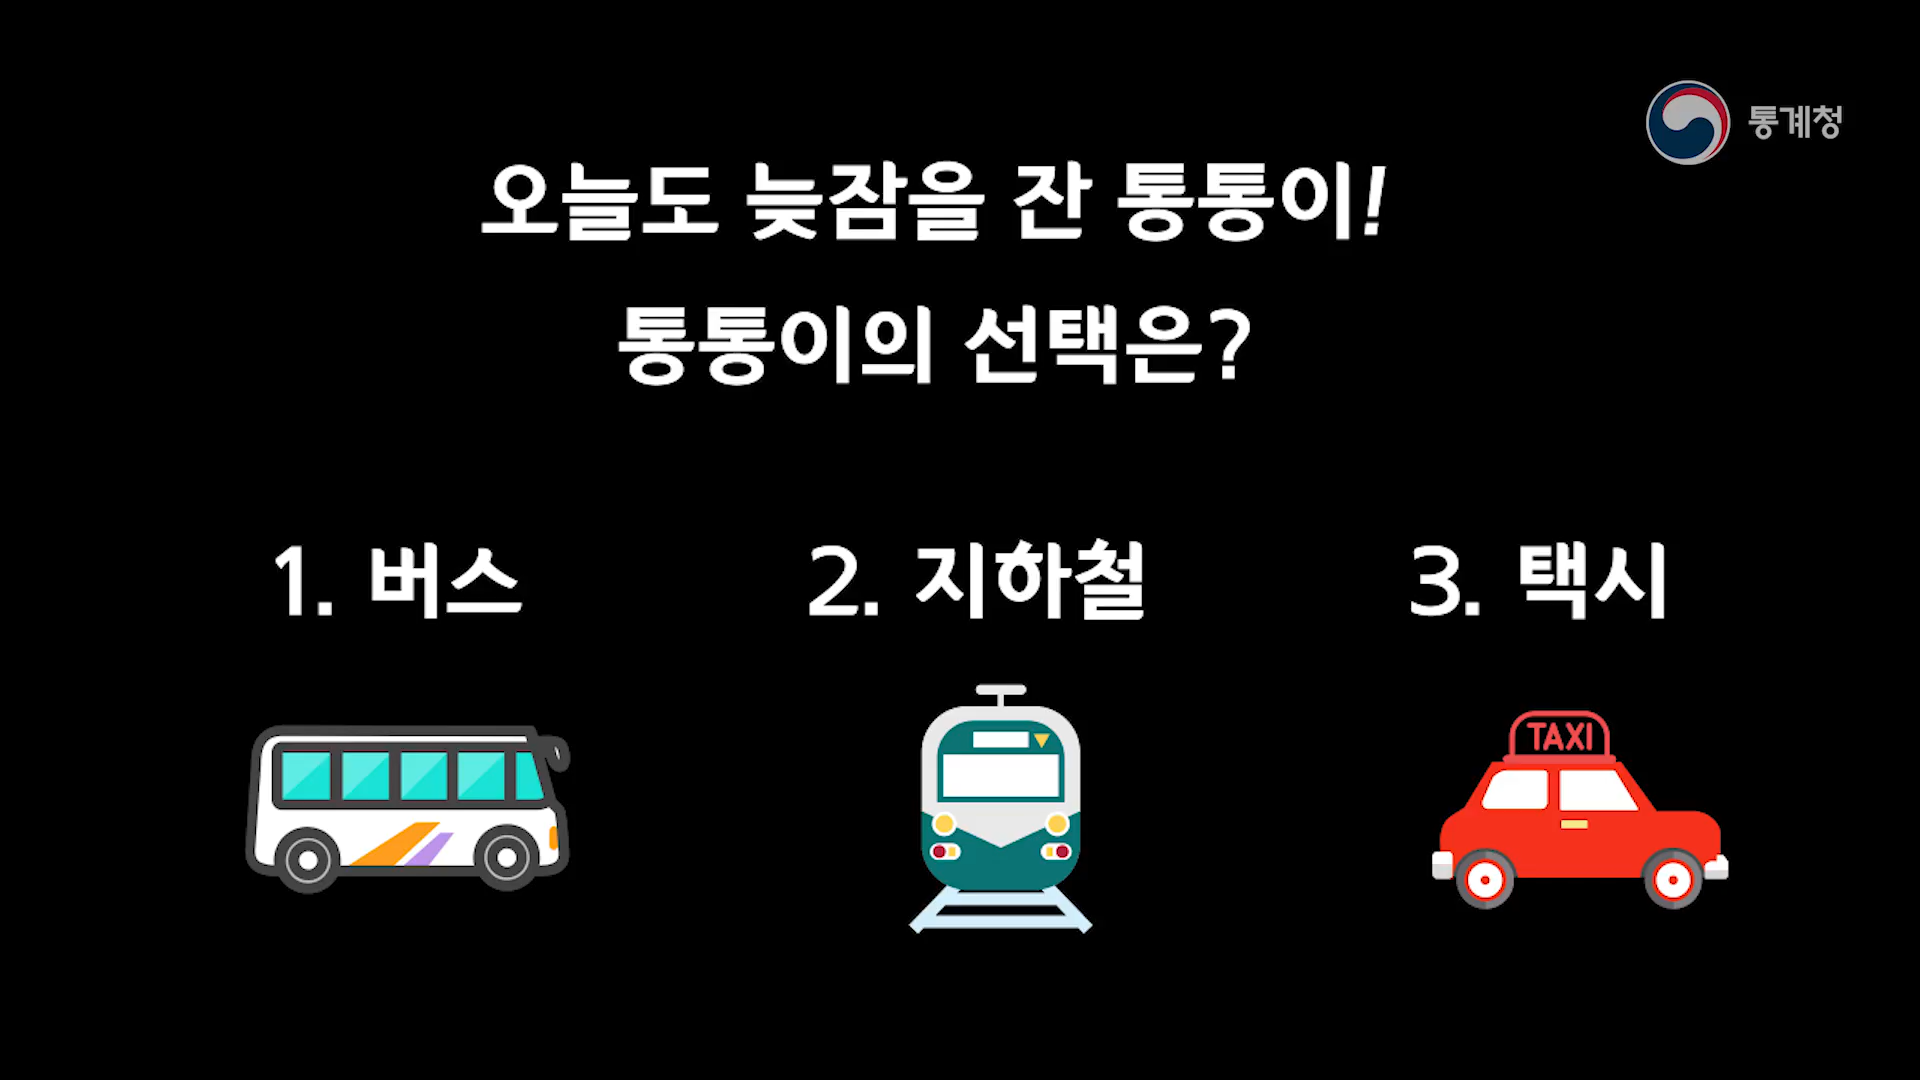 통계청
오늘도 늦잠을 잔 통통이!
통통이의 선택은?
1. 버스
2. 지하철
3. 택시
TAXI